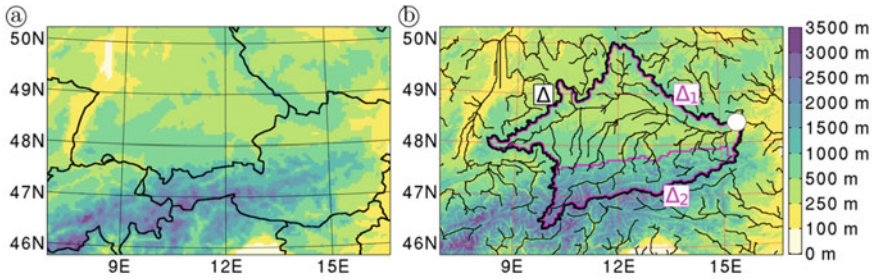 a
50N
49N
48N
47N
46N
9E
12E
15E
b
50N
49N
48N
47N
46N
9E
12E
15E
Δ
Δ1
Δ2
3500 m
3000 m
2500 m
2000 m
1500 m
1000 m
500 m
250 m
100 m
0 m